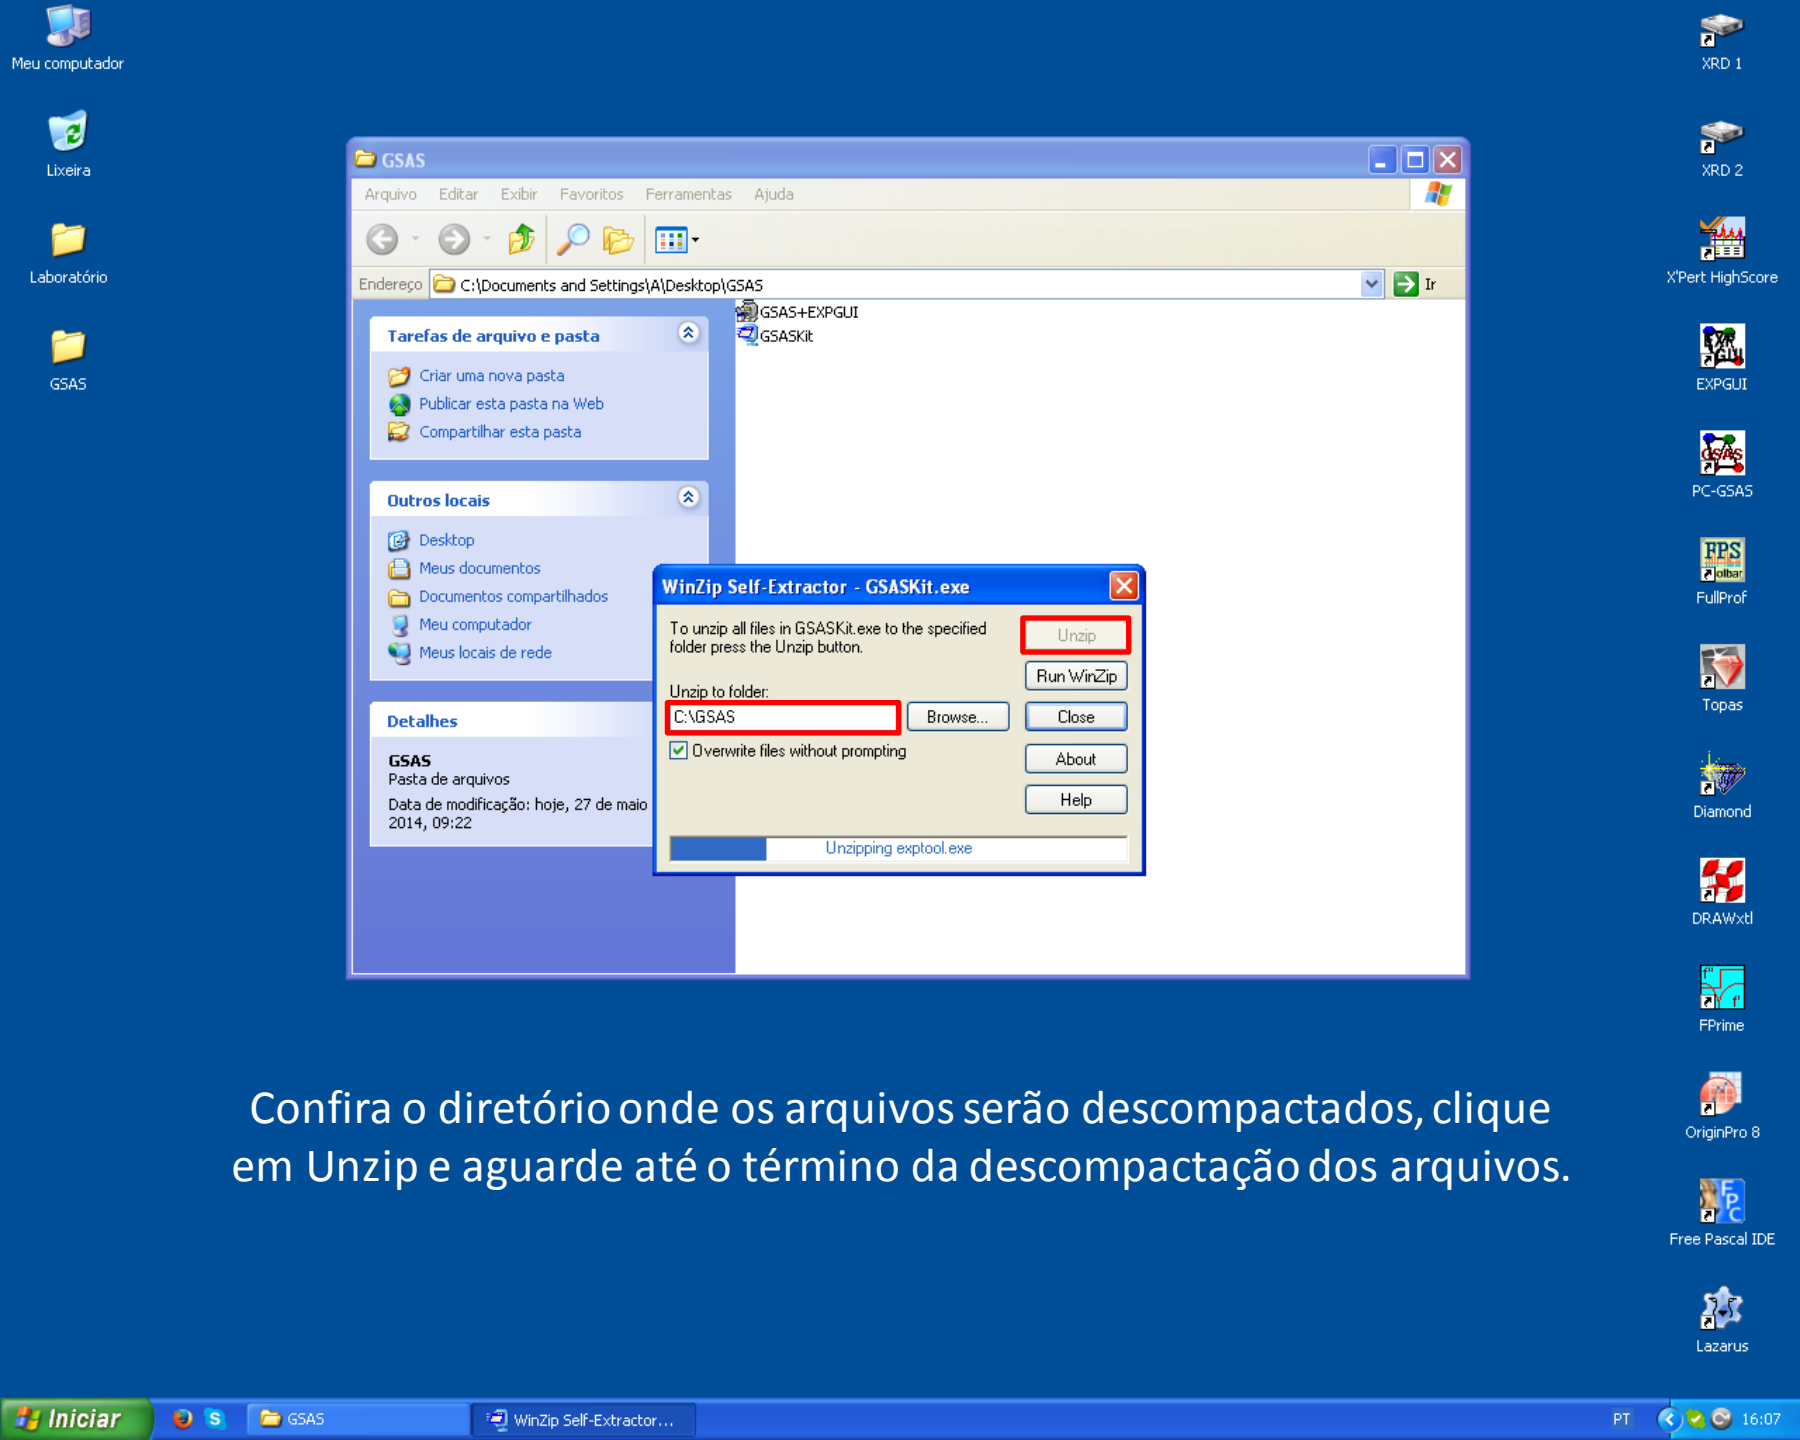 Meu computador
Lixeira
Laboratório
GSAS
GSAS
Arquivo Editar Exibir Favoritos Ferramentas Ajuda
Endereço C:\Documents and Settings\A\Desktop\GSAS Ir
Tarefas de arquivo e pasta
Criar uma nova pasta
Publicar esta pasta na Web
Compartilhar esta pasta
Outros locais
Desktop
Meus documentos
Documentos compartilhados
Meu computador
Meus locais de rede
Detalhes
GSAS
Pasta de arquivos
Data de modificação: hoje, 27 de maio
2014, 09:22
GSAS+EXPGUI
GSASKit
WinZip Self-Extractor - GSASKit.exe
To unzip all files in GSASKit.exe to the specified
folder press the Unzip button.
Unzip to folder:
C:\GSAS
Browse...
Overwrite files without prompting
Unzip
Run WinZip
Close
About
Help
Unzipping exptool.exe
XRD 1
XRD 2
X'Pert HighScore
EXPGUI
PC-GSAS
FullProf
Topas
Diamond
DRAWxtl
FPrime
OriginPro 8
Free Pascal IDE
Lazarus
Confira o diretório onde os arquivos serão descompactados, clique
em Unzip e aguarde até o término da descompactação dos arquivos.
Iniciar GSAS WinZip Self-Extractor... PT 16:07